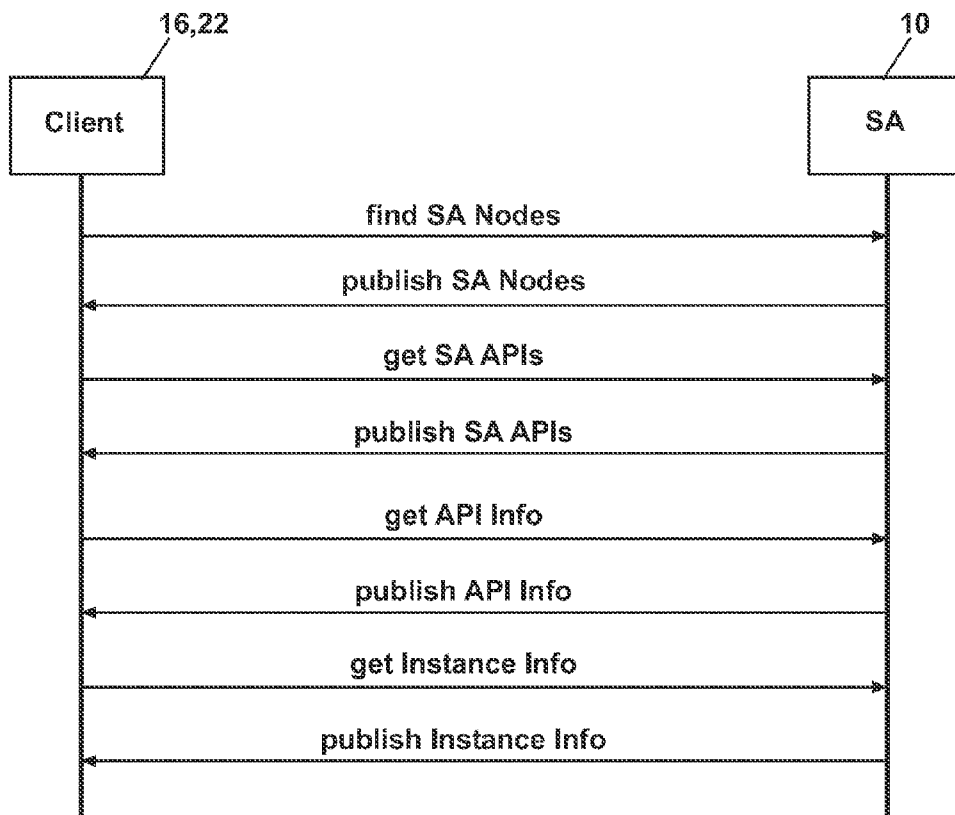 16,22
10
Client
SA
find SA Nodes
publish SA Nodes
get SA APIs
publish SA APIs
get API Info
publish API Info
get Instance Info
publish Instance Info